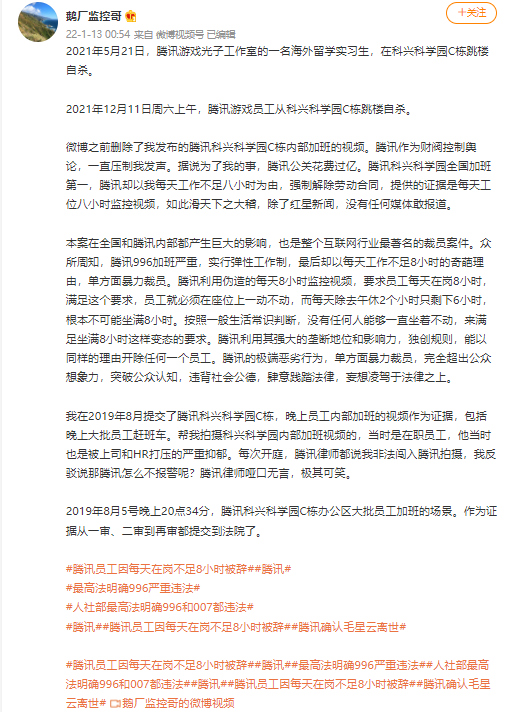 鹅厂监控哥
+关注
22-1-13 00:54 来自 微博视频号 已编辑
2021年5月21日，腾讯游戏光子工作室的一名海外留学实习生，在科兴科学园C栋跳楼
自杀。
2021年12月11日周六上午，腾讯游戏员工从科兴科学园C栋跳楼自杀。
微博之前删除了我发布的腾讯科兴科学园C栋内部加班的视频。腾讯作为财阀控制舆
论，一直压制我发声。据说为了我的事，腾讯公关花费过亿。腾讯科兴科学园全国加班
第一，腾讯却以我每天工作不足八小时为由，强制解除劳动合同，提供的证据是每天工
位八小时监控视频，如此滑天下之大稽，除了红星新闻，没有任何媒体敢报道。
本案在全国和腾讯内部都产生巨大的影响，也是整个互联网行业最著名的裁员案件。众
所周知，腾讯996加班严重，实行弹性工作制，最后却以每天工作不足8小时的奇葩理
由，单方面暴力裁员。腾讯利用伪造的每天8小时监控视频，要求员工每天在岗8小时，
满足这个要求，员工就必须在座位上一动不动，而每天除去午休2个小时只剩下6小时，
根本不可能坐满8小时。按照一般生活常识判断，没有任何人能够一直坐着不动，来满
足坐满8小时这样变态的要求。腾讯利用其强大的垄断地位和影响力，独创规则，能以
同样的理由开除任何一个员工。腾讯的极端恶劣行为，单方面暴力裁员，完全超出公众
想象力，突破公众认知，违背社会公德，肆意践踏法律，妄想凌驾于法律之上。
我在2019年8月提交了腾讯科兴科学园C栋，晚上员工内部加班的视频作为证据，包括
晚上大批员工赶班车。帮我拍摄科兴科学园内部加班视频的，当时是在职员工，他当时
也是被上司和HR打压的严重抑郁。每次开庭，腾讯律师都说我非法闯入腾讯拍摄，我反
驳说那腾讯怎么不报警呢？腾讯律师哑口无言，极其可笑。
2019年8月5号晚上20点34分，腾讯科兴科学园C栋办公区大批员工加班的场景。作为证
据从一审、二审到再审都提交到法院了。
#腾讯员工因每天在岗不足8小时被辞##腾讯#
#最高法明确996严重违法#
#人社部最高法明确996和007都违法#
#腾讯##腾讯员工因每天在岗不足8小时被辞##腾讯确认毛星云离世#
#腾讯员工因每天在岗不足8小时被辞##腾讯##最高法明确996严重违法##人社部最高
法明确996和007都违法##腾讯##腾讯员工因每天在岗不足8小时被辞##腾讯确认毛星
云离世# 鹅厂监控哥的微博视频